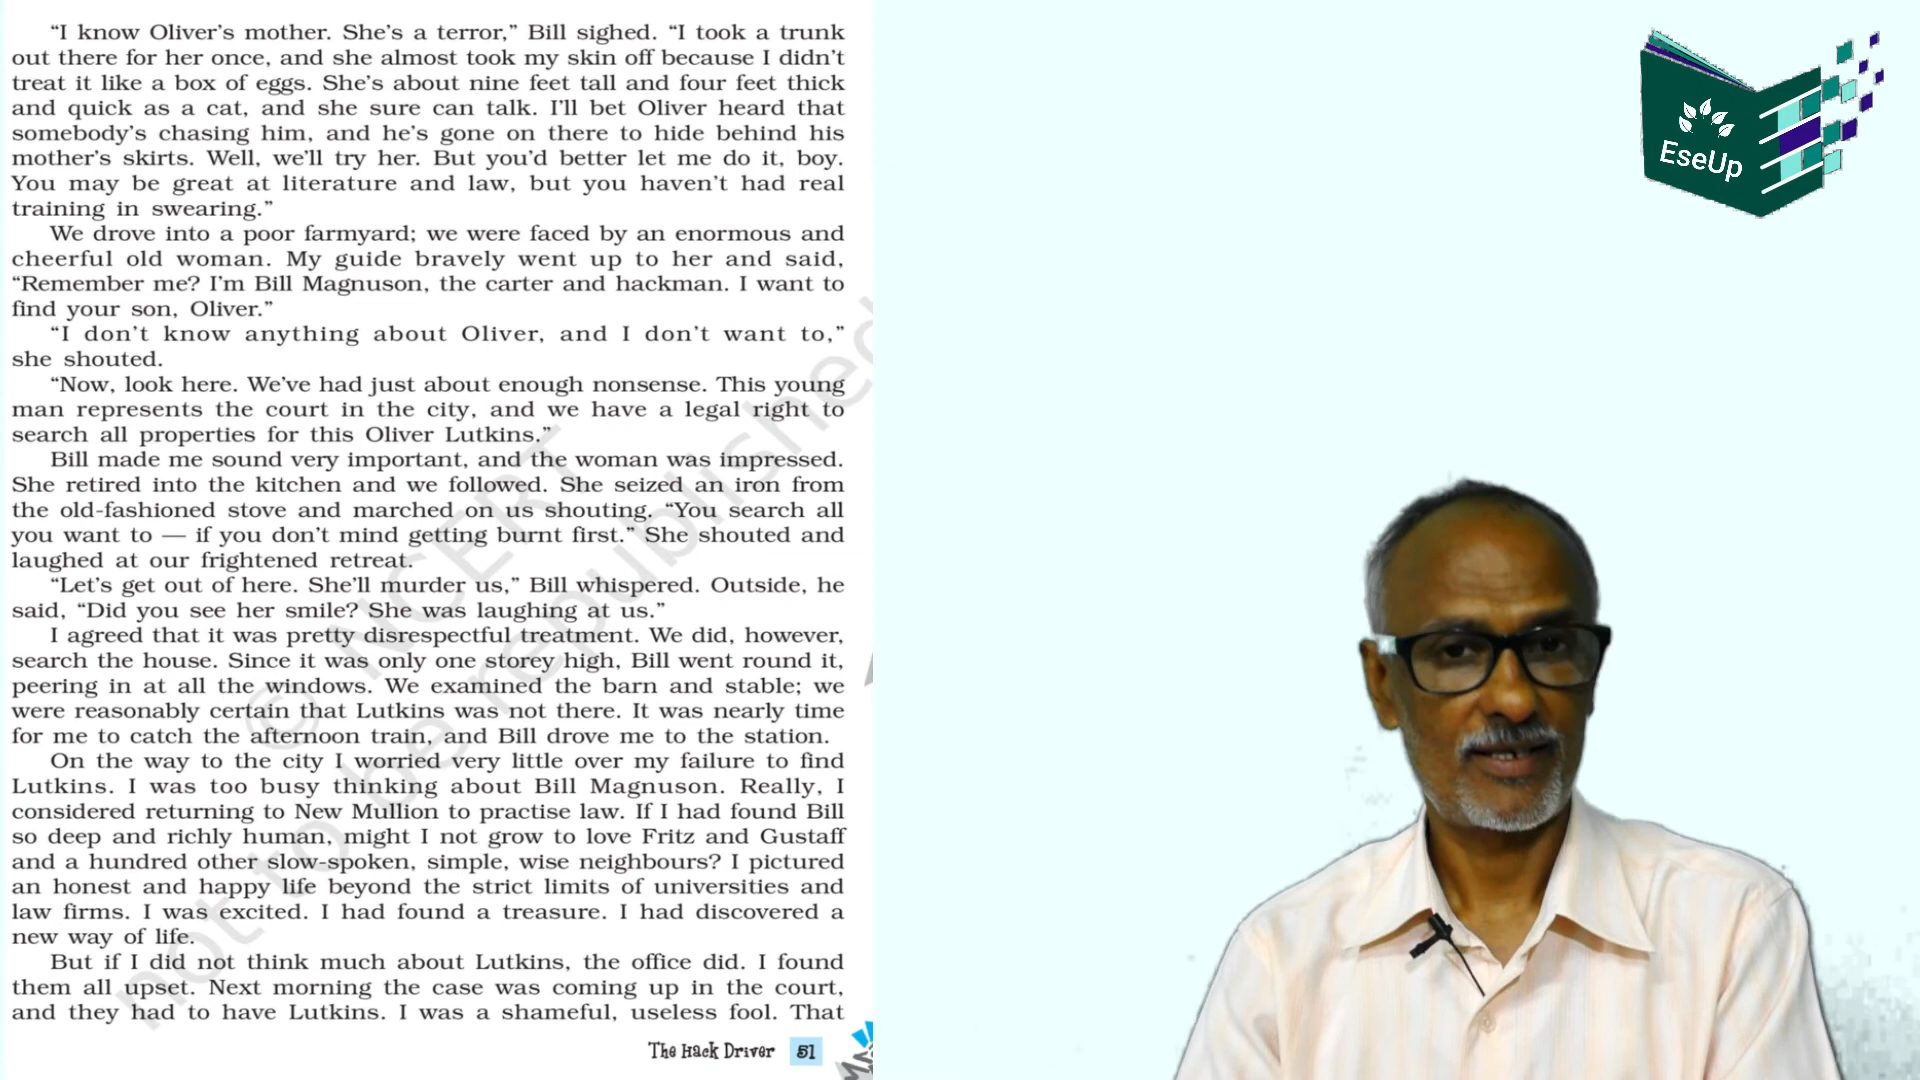 “I know Oliver’s mother. She’s a terror,” Bill sighed. “I took a trunk
out there for her once, and she almost took my skin off because I didn’t
treat it like a box of eggs. She’s about nine feet tall and four feet thick
and quick as a cat, and she sure can talk. I’ll bet Oliver heard that
somebody’s chasing him, and he’s gone on there to hide behind his
mother’s skirts. Well, we’ll try her. But you’d better let me do it, boy.
You may be great at literature and law, but you haven’t had real
training in swearing.”
We drove into a poor farmyard; we were faced by an enormous and
cheerful old woman. My guide bravely went up to her and said,
“Remember me? I’m Bill Magnuson, the carter and hackman. I want to
find your son, Oliver.”
“I don’t know anything about Oliver, and I don’t want to,”
she shouted.
“Now, look here. We’ve had just about enough nonsense. This young
man represents the court in the city, and we have a legal right to
search all properties for this Oliver Lutkins.”
Bill made me sound very important, and the woman was impressed.
She retired into the kitchen and we followed. She seized an iron from
the old-fashioned stove and marched on us shouting. “You search all
you want to — if you don’t mind getting burnt first.” She shouted and
laughed at our frightened retreat.
“Let’s get out of here. She’ll murder us,” Bill whispered. Outside, he
said, “Did you see her smile? She was laughing at us.”
I agreed that it was pretty disrespectful treatment. We did, however,
search the house. Since it was only one storey high, Bill went round it,
peering in at all the windows. We examined the barn and stable; we
were reasonably certain that Lutkins was not there. It was nearly time
for me to catch the afternoon train, and Bill drove me to the station.
On the way to the city I worried very little over my failure to find
Lutkins. I was too busy thinking about Bill Magnuson. Really, I
considered returning to New Mullion to practise law. If I had found Bill
so deep and richly human, might I not grow to love Fritz and Gustaff
and a hundred other slow-spoken, simple, wise neighbours? I pictured
an honest and happy life beyond the strict limits of universities and
law firms. I was excited. I had found a treasure. I had discovered a
new way of life.
But if I did not think much about Lutkins, the office did. I found
them all upset. Next morning the case was coming up in the court,
and they had to have Lutkins. I was a shameful, useless fool. That
The Hack Driver 51
© NCERT
not to be republished
EseUp